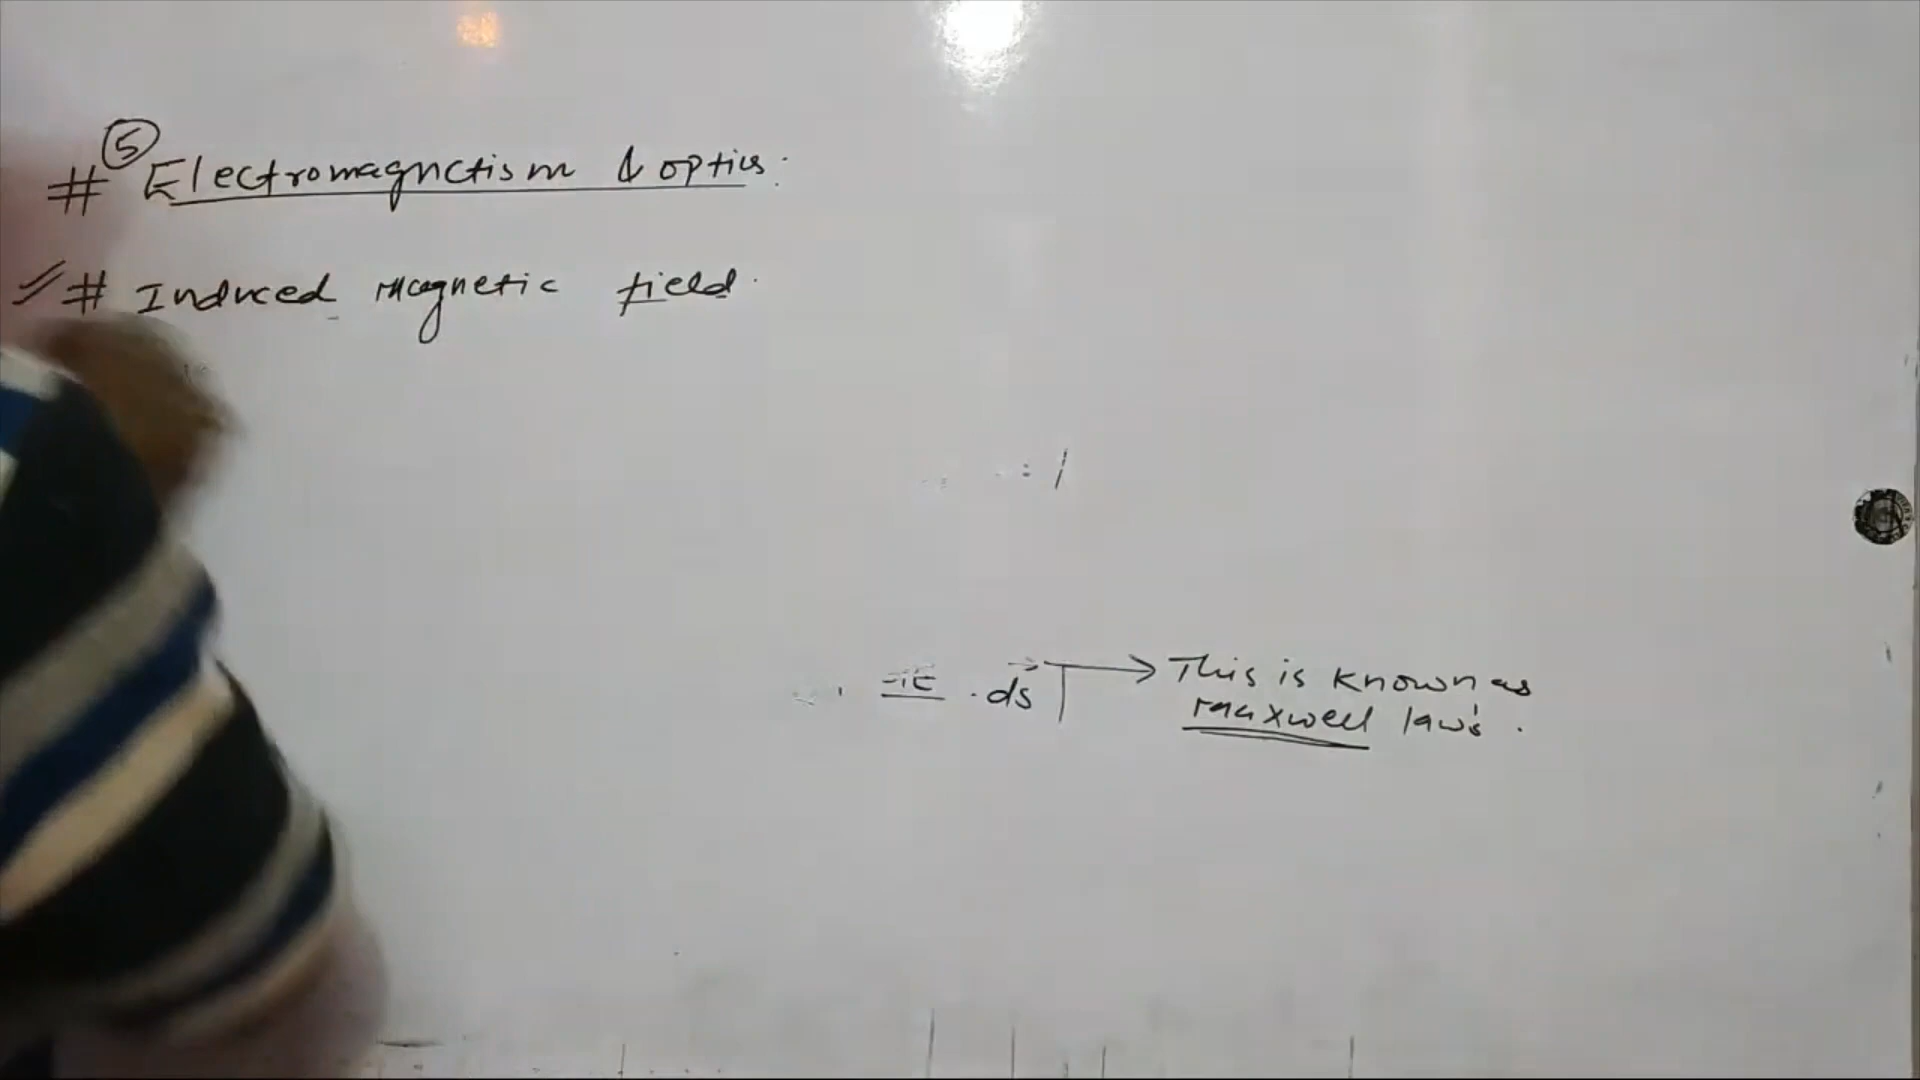 # ⑤ Electromagnetism & optics.
# Induced magnetic field.
= /
. ds → This is known as
maxwell law's.